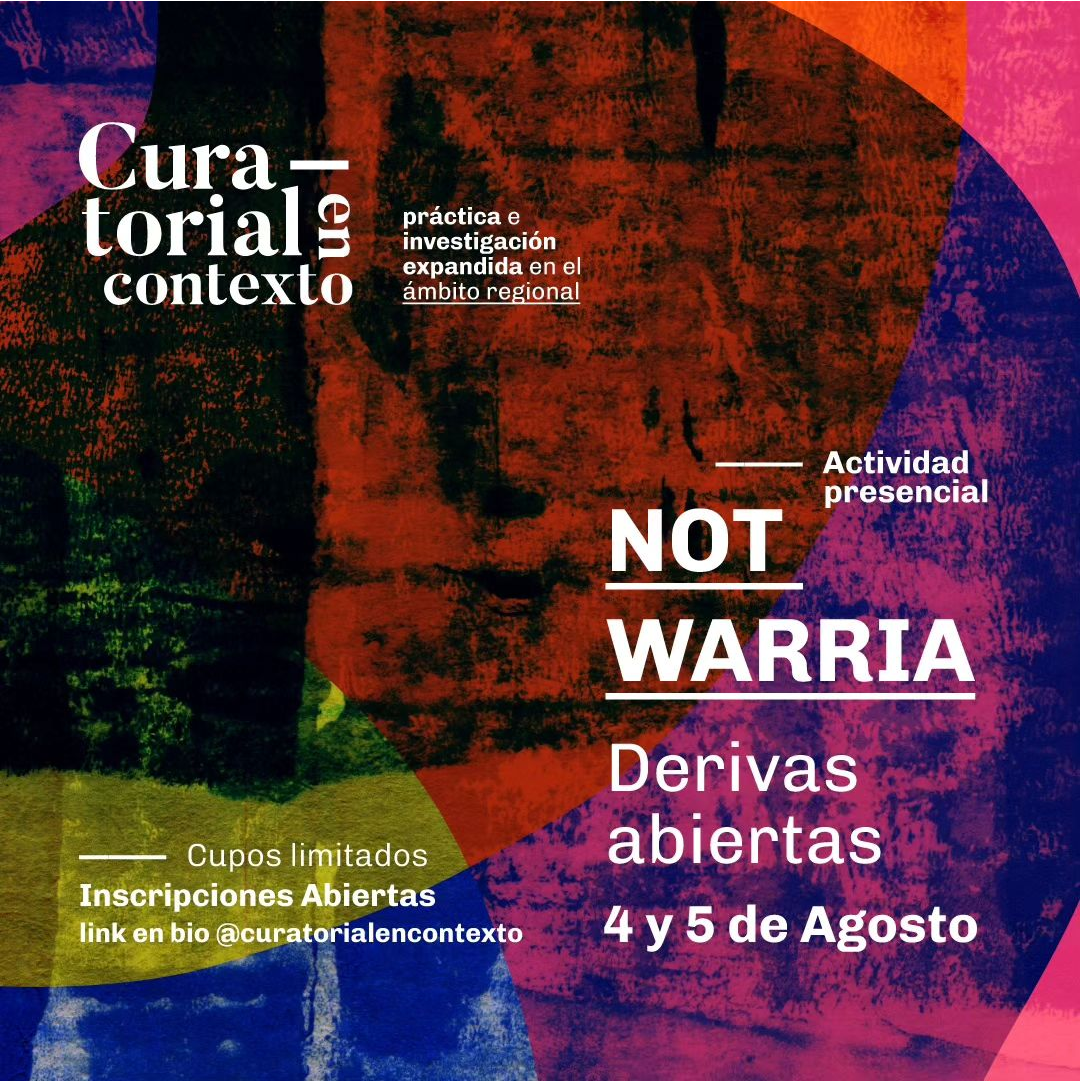 Cura
torial en
contexto
práctica e
investigación
expandida en el
ámbito regional
Actividad
presencial
NOT
WARRIA
Derivas
abiertas
4 y 5 de Agosto
Cupos limitados
Inscripciones Abiertas
link en bio @curatorialencontexto